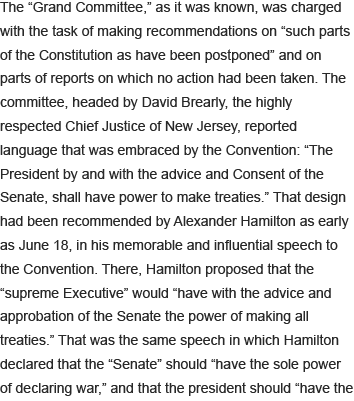 The “Grand Committee,” as it was known, was charged
with the task of making recommendations on “such parts
of the Constitution as have been postponed” and on
parts of reports on which no action had been taken. The
committee, headed by David Brearly, the highly
respected Chief Justice of New Jersey, reported
language that was embraced by the Convention: “The
President by and with the advice and Consent of the
Senate, shall have power to make treaties.” That design
had been recommended by Alexander Hamilton as early
as June 18, in his memorable and influential speech to
the Convention. There, Hamilton proposed that the
“supreme Executive” would “have with the advice and
approbation of the Senate the power of making all
treaties.” That was the same speech in which Hamilton
declared that the “Senate” should “have the sole power
of declaring war,” and that the president should “have the